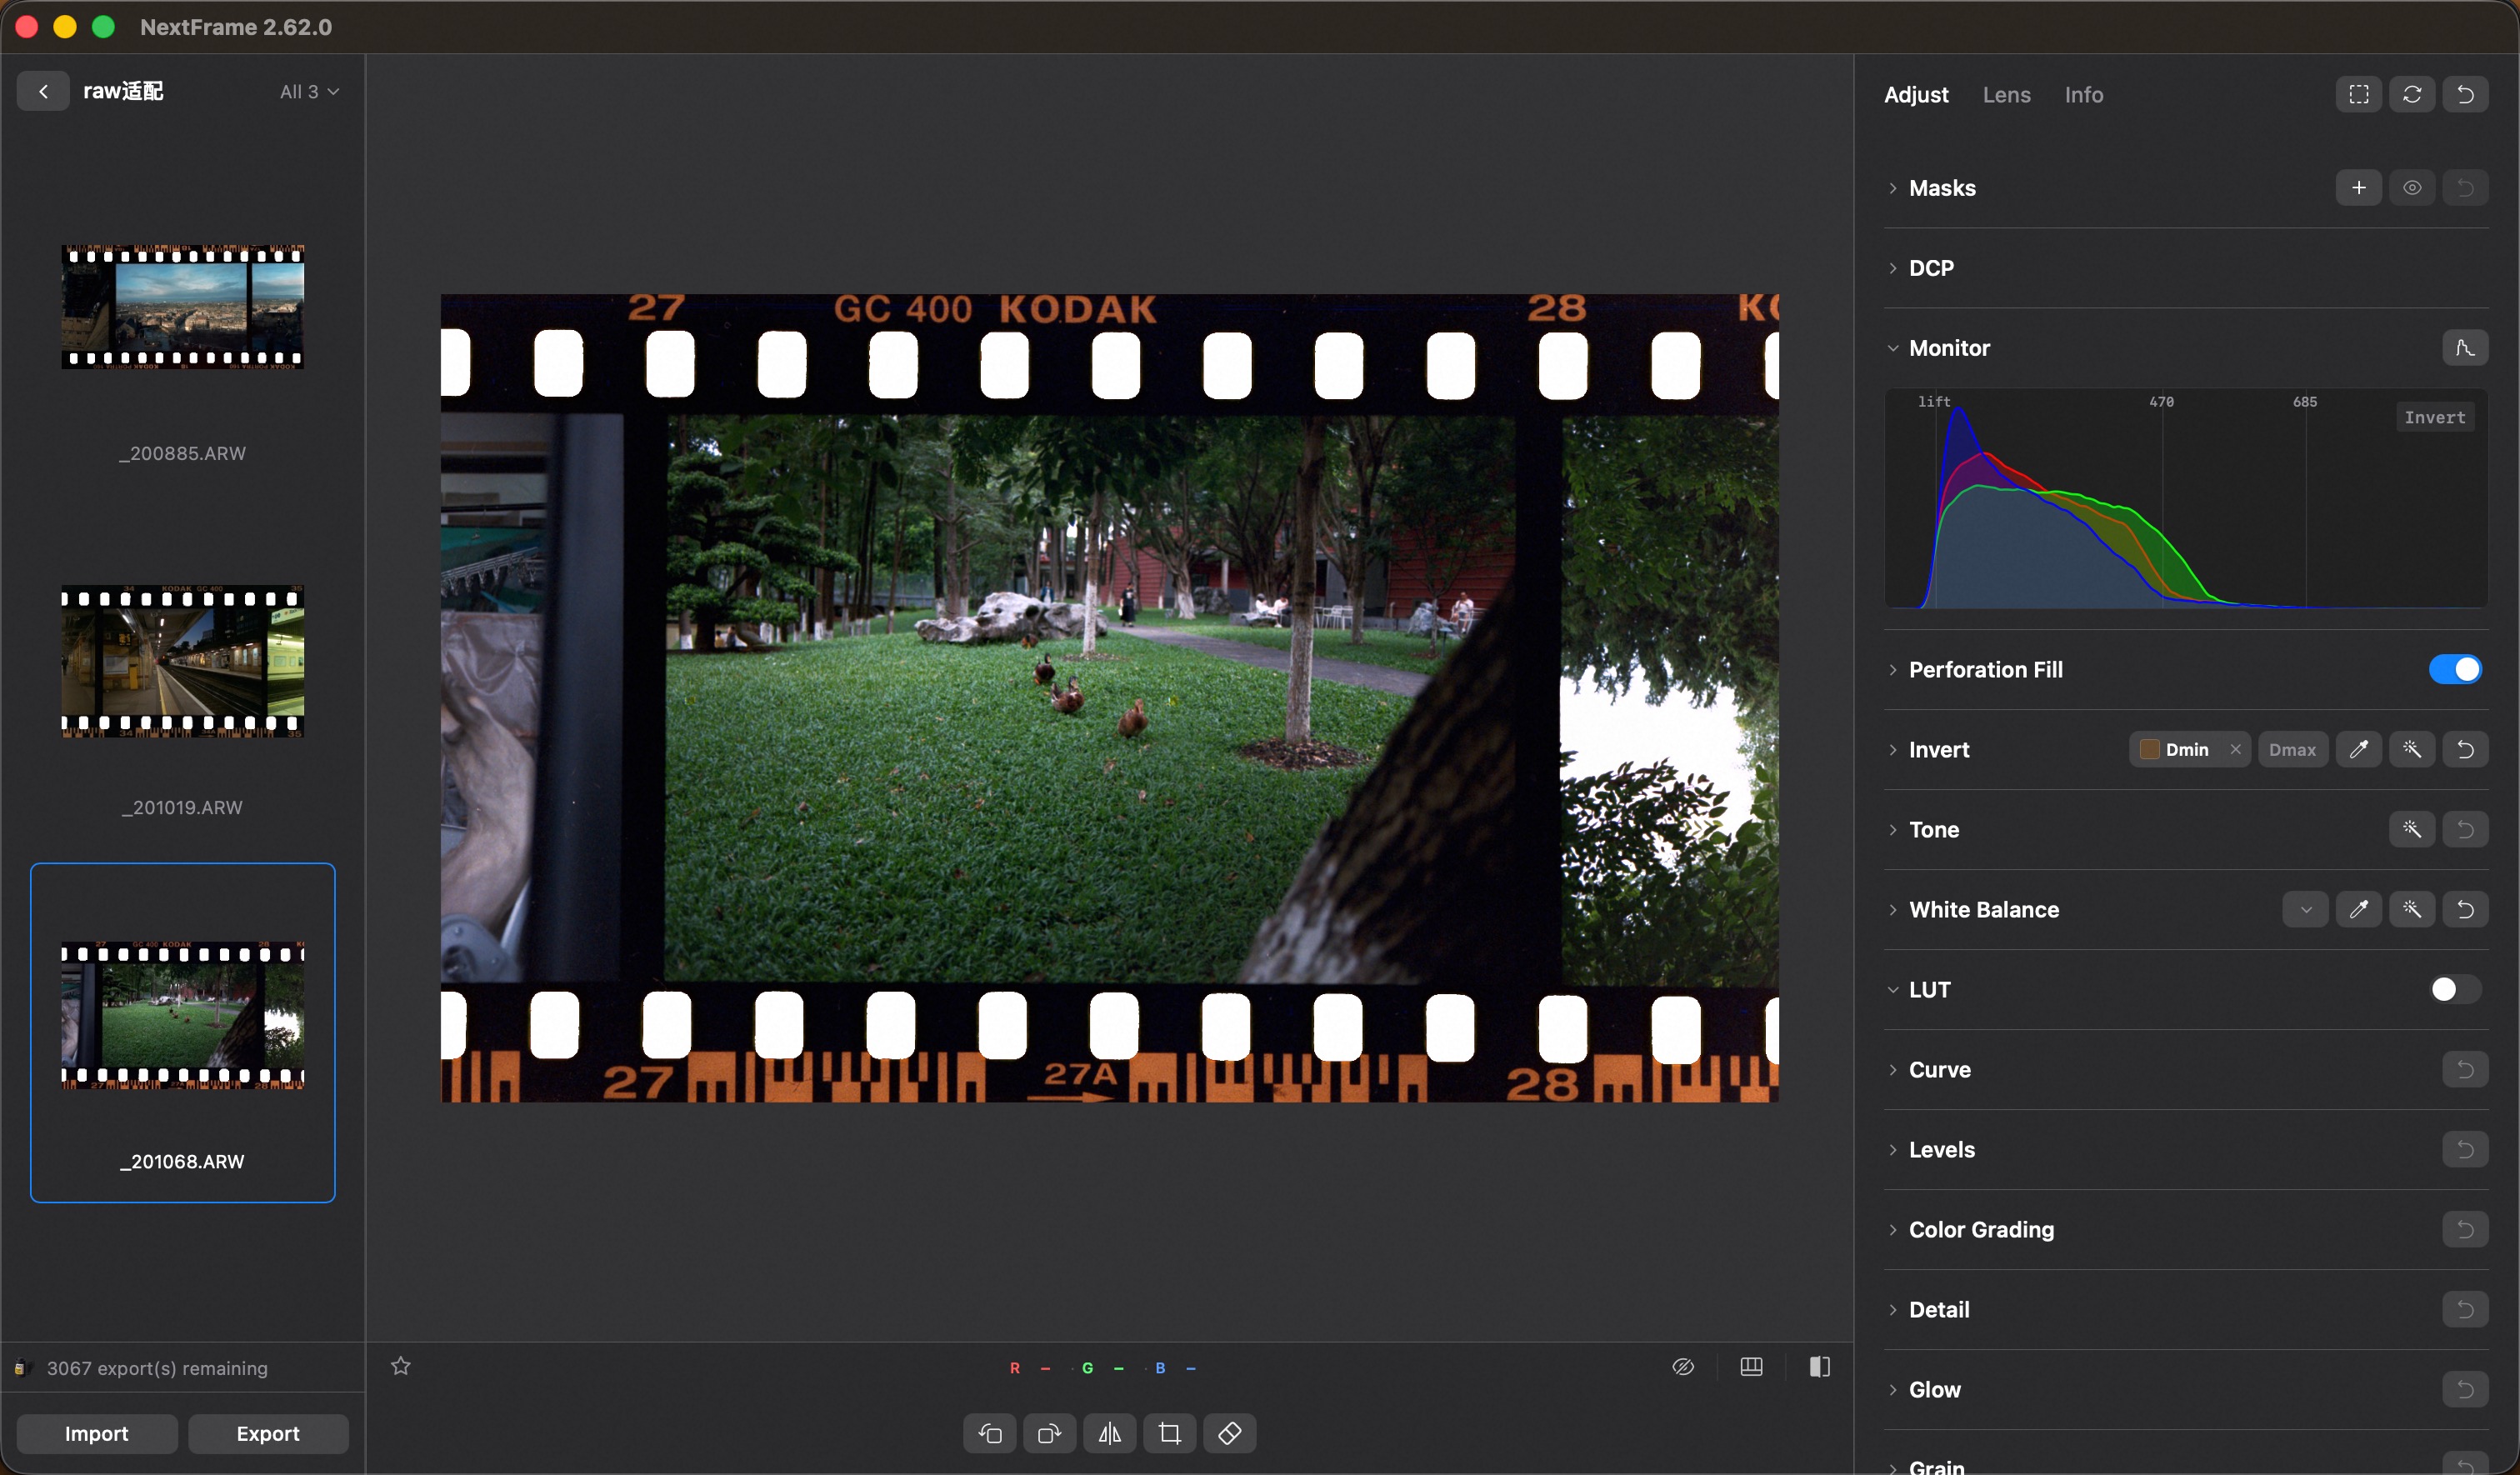 NextFrame 2.62.0
raw适配
All 3
_200885.ARW
_201019.ARW
_201068.ARW
3067 export(s) remaining
Import
Export
27
GC 400 KODAK
28
27
27A
28
R – · G – · B –
Adjust
Lens
Info
Masks
DCP
Monitor
lift
470
685
Invert
Perforation Fill
Invert
Dmin
Dmax
Tone
White Balance
LUT
Curve
Levels
Color Grading
Detail
Glow
Grain